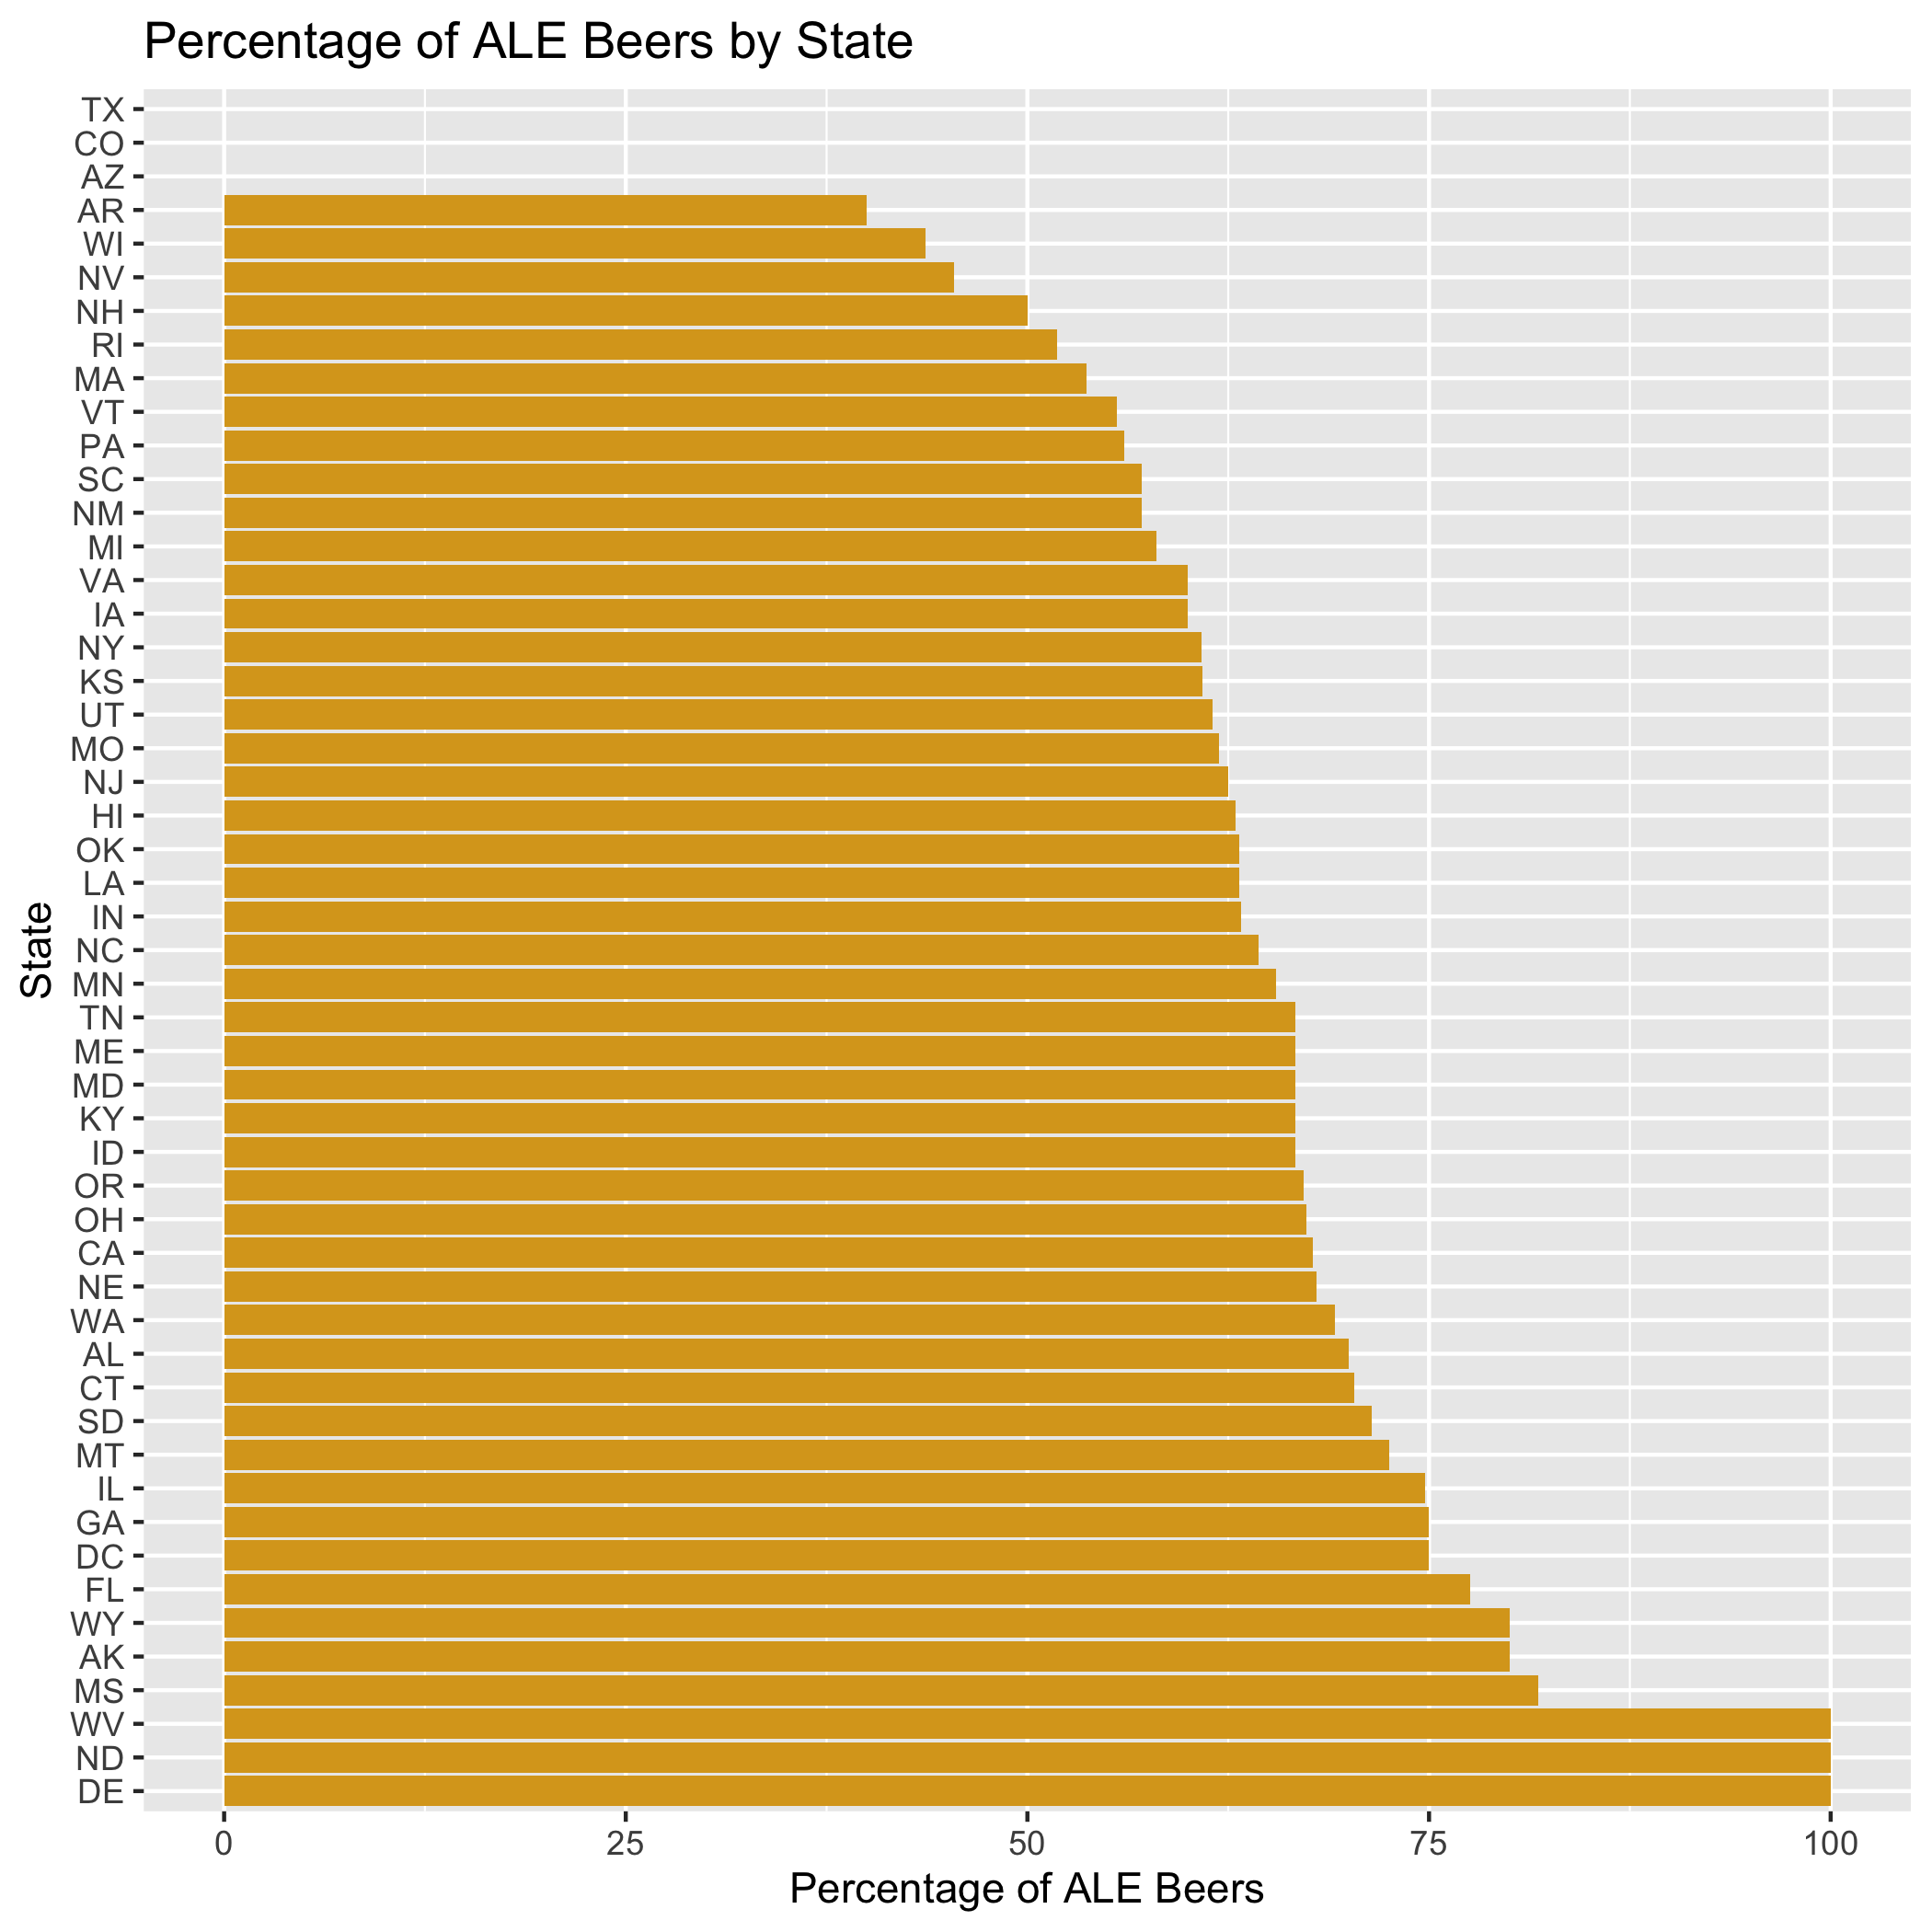 Percentage of ALE Beers by State
TX
CO
AZ
AR
WI
NV
NH
RI
MA
VT
PA
SC
NM
MI
VA
IA
NY
KS
UT
MO
NJ
HI
OK
LA
IN
NC
MN
TN
ME
MD
KY
ID
OR
OH
CA
NE
WA
AL
CT
SD
MT
IL
GA
DC
FL
WY
AK
MS
WV
ND
DE
State
0 25 50 75 100
Percentage of ALE Beers